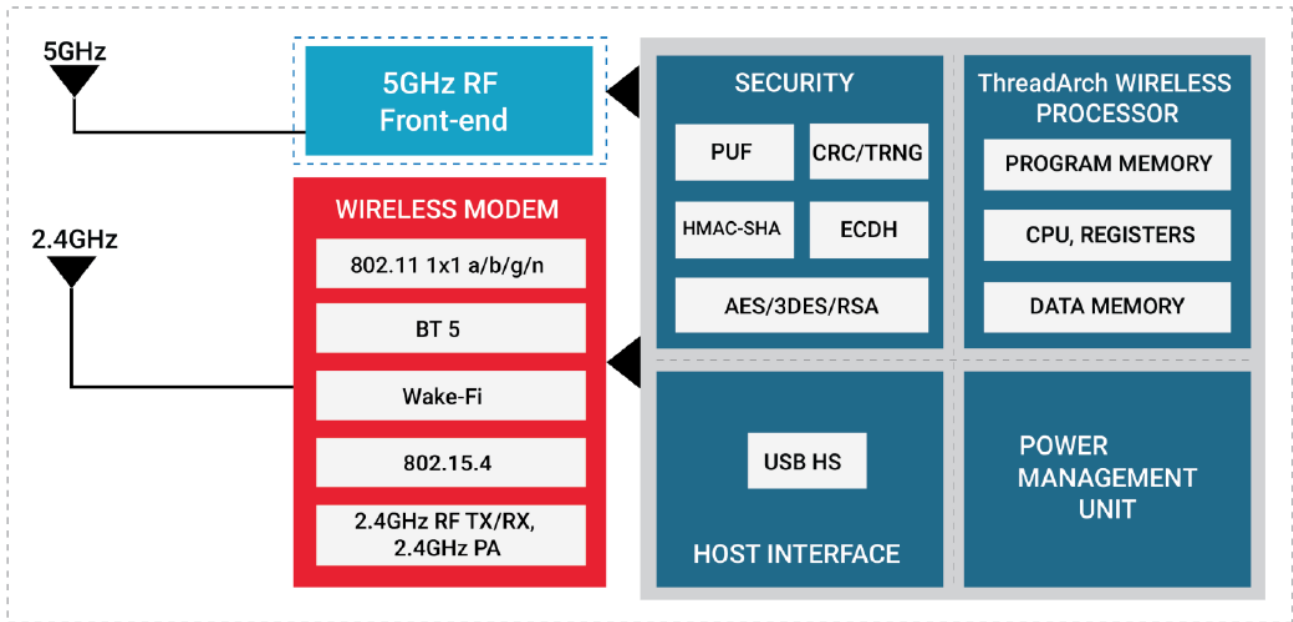 5GHz
5GHz RF
Front-end
2.4GHz
WIRELESS MODEM
802.11 1x1 a/b/g/n
BT 5
Wake-Fi
802.15.4
2.4GHz RF TX/RX,
2.4GHz PA
SECURITY
PUF
CRC/TRNG
HMAC-SHA
ECDH
AES/3DES/RSA
ThreadArch WIRELESS
PROCESSOR
PROGRAM MEMORY
CPU, REGISTERS
DATA MEMORY
USB HS
HOST INTERFACE
POWER
MANAGEMENT
UNIT